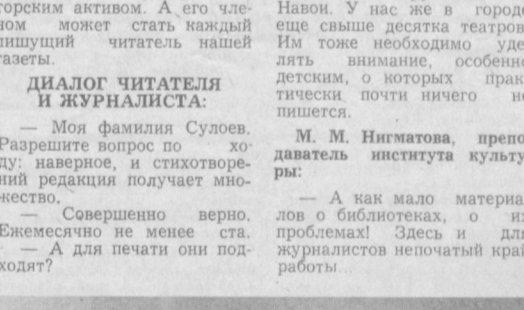 торским активом. А его чле-
ном может стать каждый
пишущий читатель нашей
газеты.
ДИАЛОГ ЧИТАТЕЛЯ
И ЖУРНАЛИСТА:
— Моя фамилия Сулоев.
Разрешите вопрос по хо-
ду: наверное, и стихотворе-
ний редакция получает мно-
жество.
— Совершенно верно.
Ежемесячно не менее ста.
— А для печати они под-
ходят?
Навои. У нас же в городе
еще свыше десятка театров.
Им тоже необходимо уде-
лять внимание, особенно
детским, о которых прак-
тически почти ничего не
пишется.
М. М. Нигматова, препо-
даватель института культу-
ры:
— А как мало материа-
лов о библиотеках, о их
проблемах! Здесь и для
журналистов непочатый край
работы...